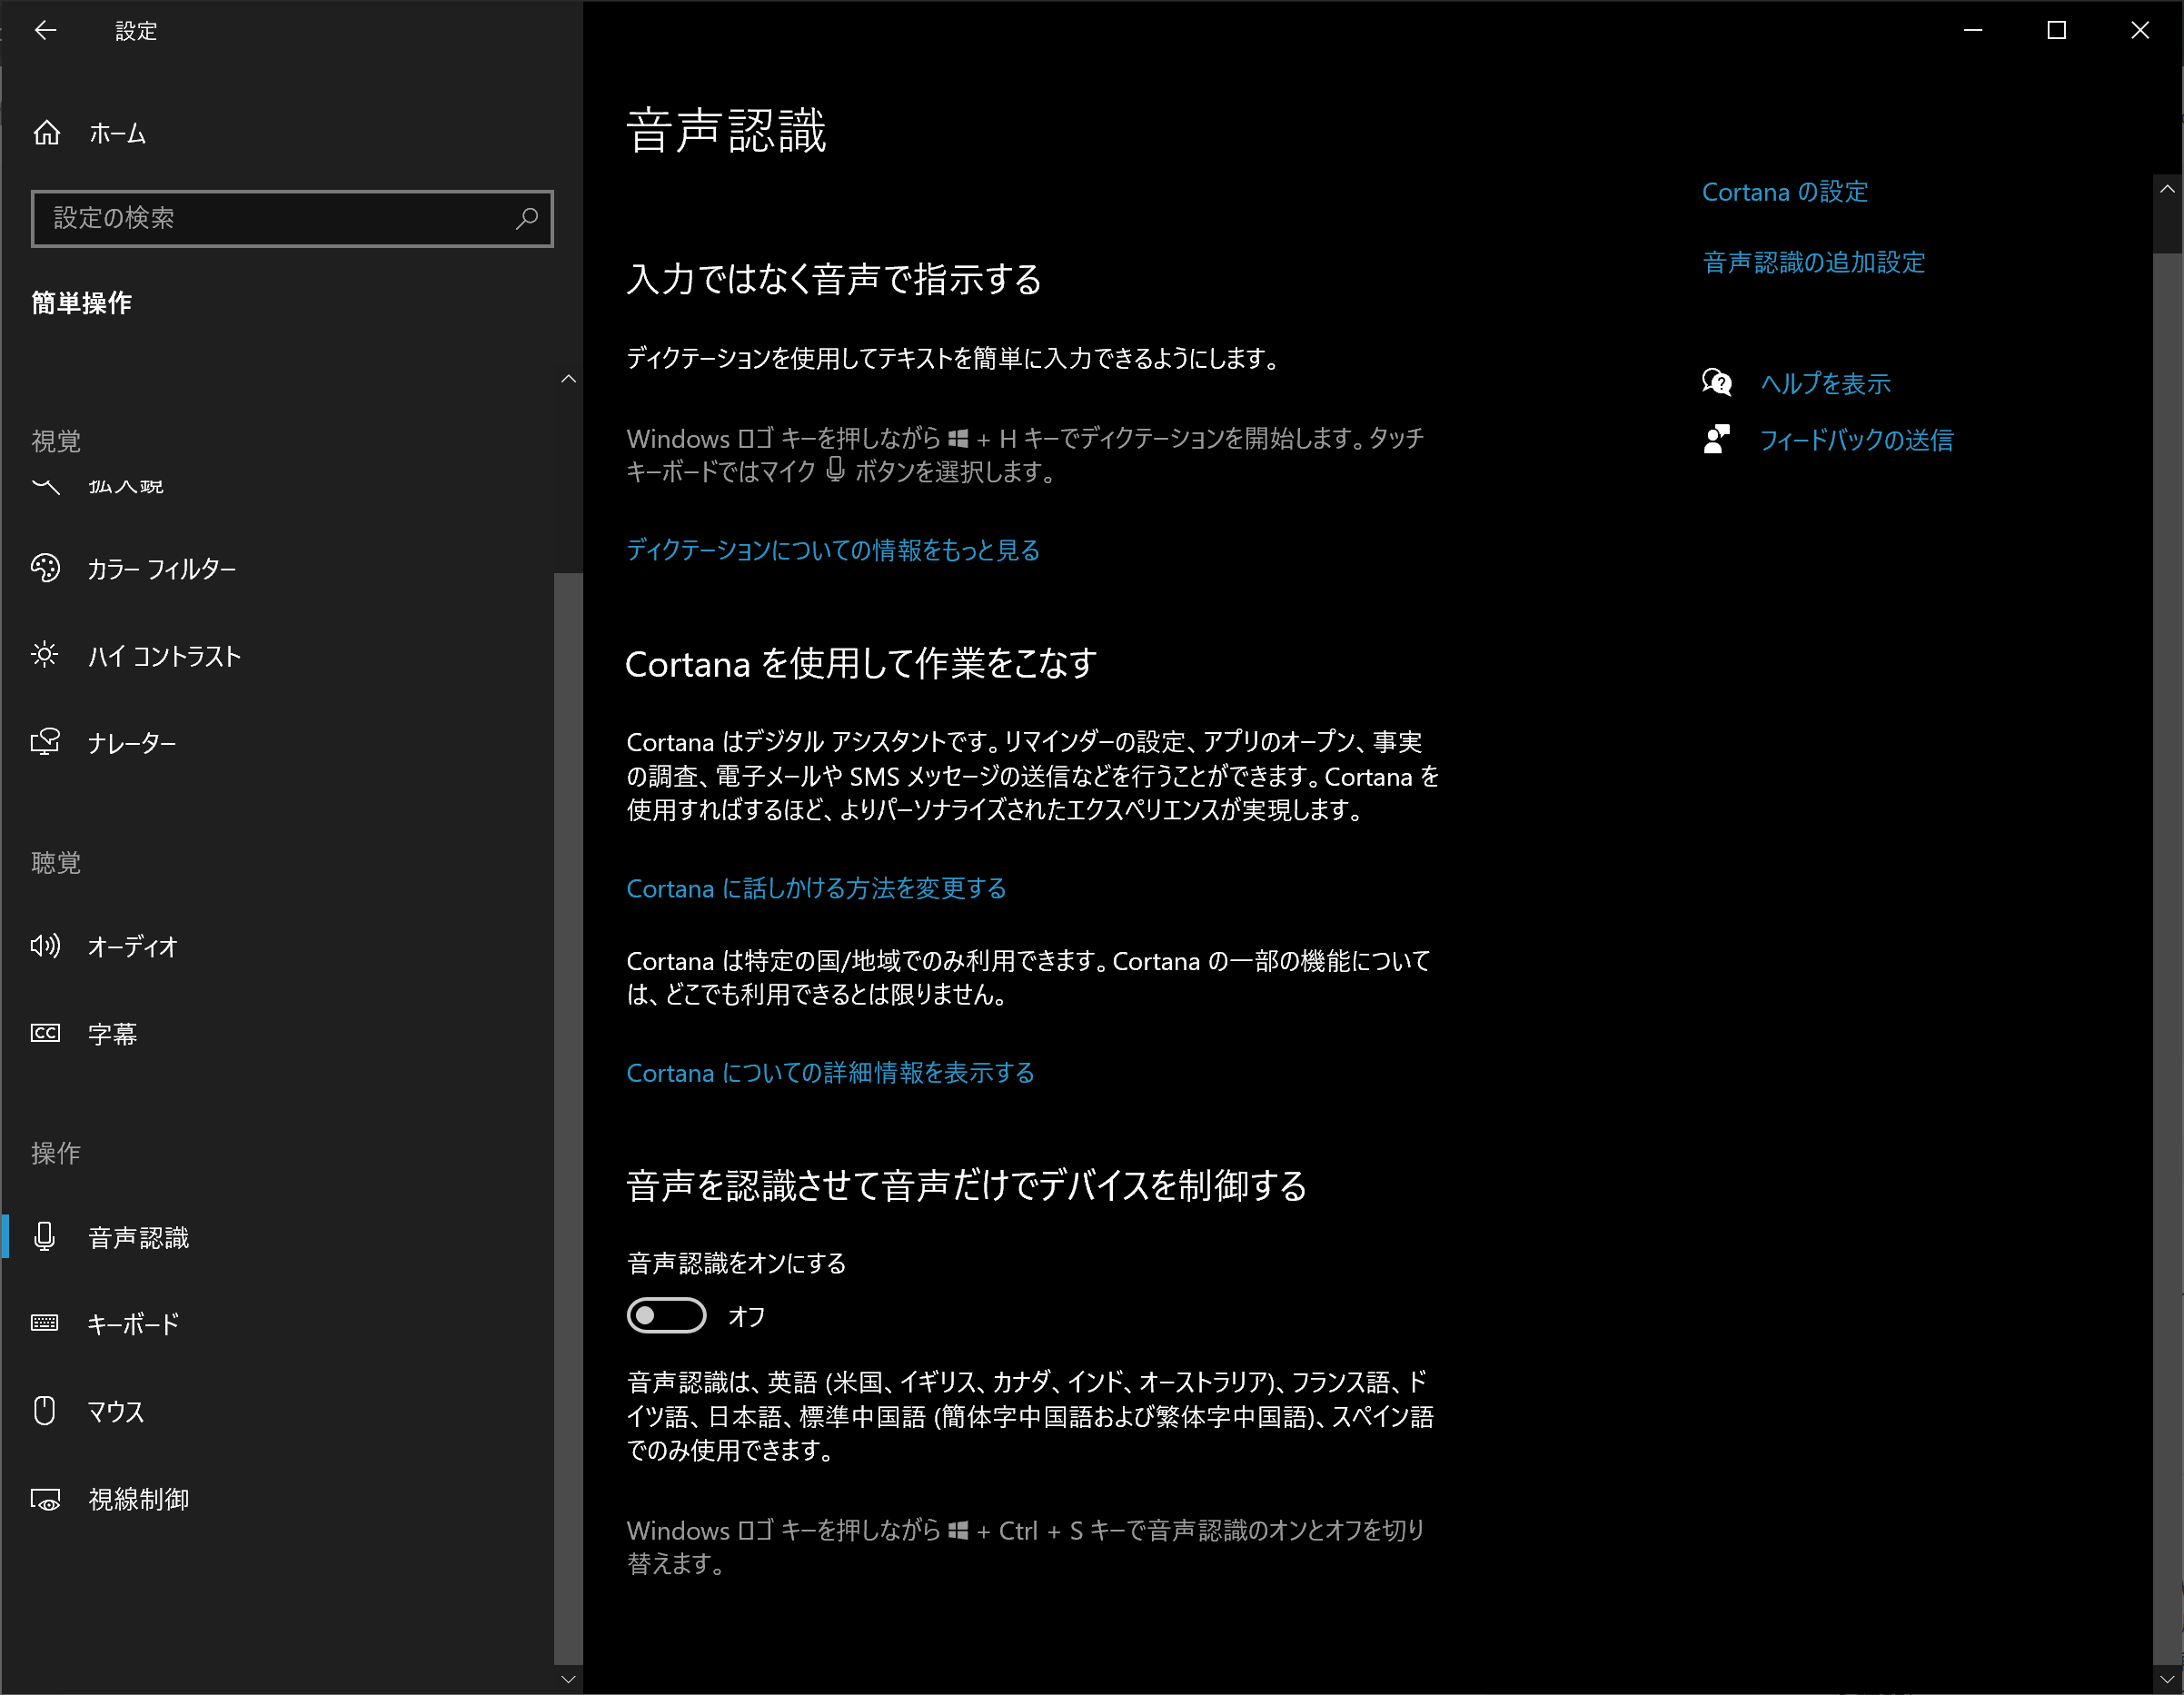 設定
ホーム
設定の検索
簡単操作
視覚
拡大鏡
カラー フィルター
ハイ コントラスト
ナレーター
聴覚
オーディオ
字幕
操作
音声認識
キーボード
マウス
視線制御
音声認識
入力ではなく音声で指示する
ディクテーションを使用してテキストを簡単に入力できるようにします。
Windows ロゴ キーを押しながら + H キーでディクテーションを開始します。タッチ
キーボードではマイク ボタンを選択します。
ディクテーションについての情報をもっと見る
Cortana を使用して作業をこなす
Cortana はデジタル アシスタントです。リマインダーの設定、アプリのオープン、事実
の調査、電子メールや SMS メッセージの送信などを行うことができます。Cortana を
使用すればするほど、よりパーソナライズされたエクスペリエンスが実現します。
Cortana に話しかける方法を変更する
Cortana は特定の国/地域でのみ利用できます。Cortana の一部の機能について
は、どこでも利用できるとは限りません。
Cortana についての詳細情報を表示する
音声を認識させて音声だけでデバイスを制御する
音声認識をオンにする
オフ
音声認識は、英語 (米国、イギリス、カナダ、インド、オーストラリア)、フランス語、ド
イツ語、日本語、標準中国語 (簡体字中国語および繁体字中国語)、スペイン語
でのみ使用できます。
Windows ロゴ キーを押しながら + Ctrl + S キーで音声認識のオンとオフを切り
替えます。
Cortana の設定
音声認識の追加設定
ヘルプを表示
フィードバックの送信